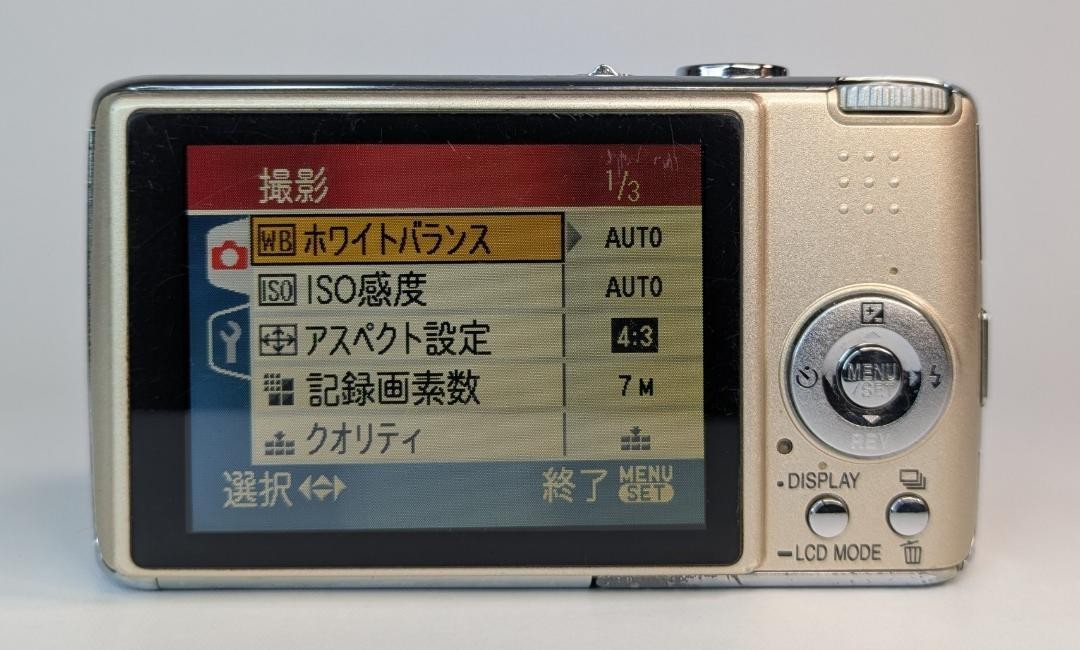 撮影 1/3
WB ホワイトバランス AUTO
ISO ISO感度 AUTO
アスペクト設定 4:3
記録画素数 7M
クオリティ
選択 終了 MENU SET
MENU
/SET
REV
DISPLAY
LCD MODE